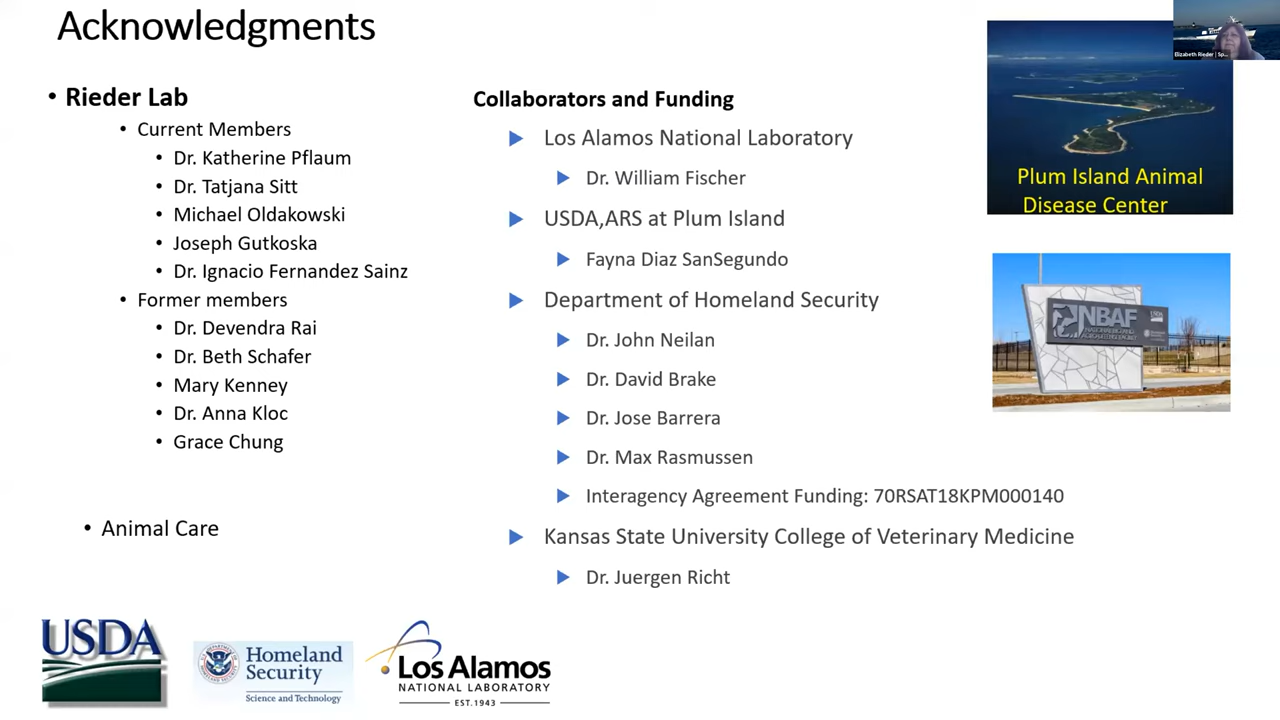 Acknowledgments
Rieder Lab
Current Members
Dr. Katherine Pflaum
Dr. Tatjana Sitt
Michael Oldakowski
Joseph Gutkoska
Dr. Ignacio Fernandez Sainz
Former members
Dr. Devendra Rai
Dr. Beth Schafer
Mary Kenney
Dr. Anna Kloc
Grace Chung
Animal Care
Collaborators and Funding
Los Alamos National Laboratory
Dr. William Fischer
USDA,ARS at Plum Island
Fayna Diaz SanSegundo
Department of Homeland Security
Dr. John Neilan
Dr. David Brake
Dr. Jose Barrera
Dr. Max Rasmussen
Interagency Agreement Funding: 70RSAT18KPM000140
Kansas State University College of Veterinary Medicine
Dr. Juergen Richt
Elizabeth Rieder | Sp...
Plum Island Animal
Disease Center
NBAF
USDA
USDA
Homeland
Security
Science and Technology
Los Alamos
NATIONAL LABORATORY
EST.1943